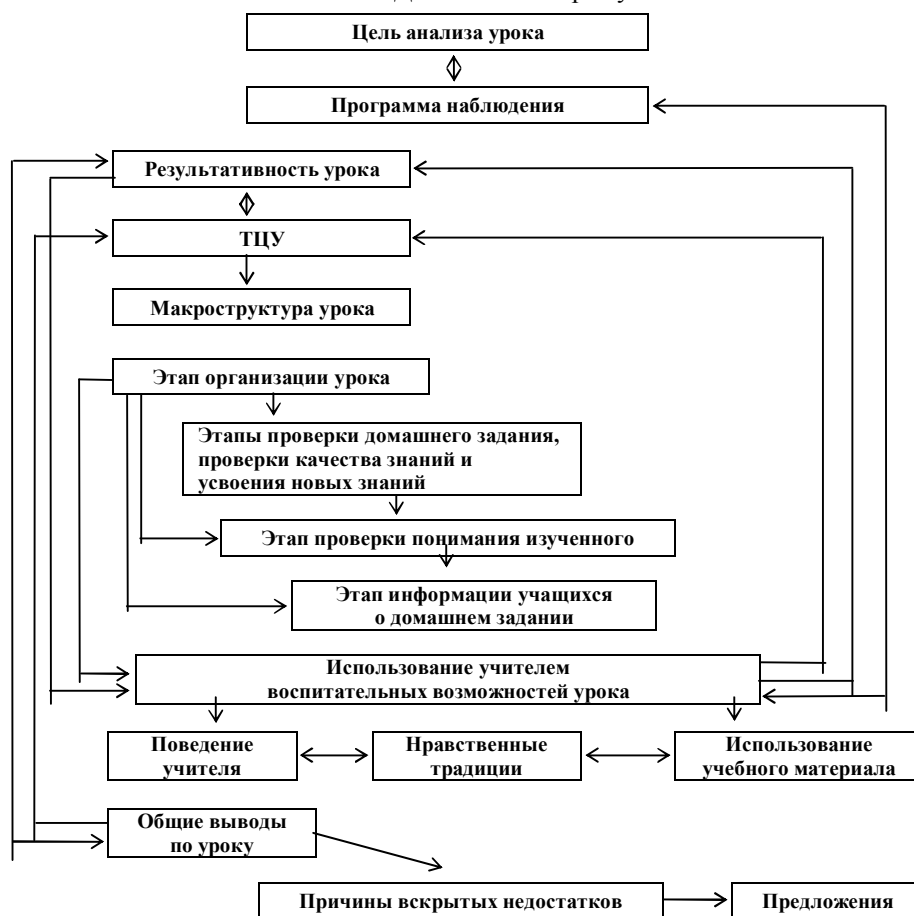 Цель анализа урока
Программа наблюдения
Результативность урока
ТЦУ
Макроструктура урока
Этап организации урока
Этапы проверки домашнего задания,
проверки качества знаний и
усвоения новых знаний
Этап проверки понимания изученного
Этап информации учащихся
о домашнем задании
Использование учителем
воспитательных возможностей урока
Поведение
учителя
Нравственные
традиции
Использование
учебного материала
Общие выводы
по уроку
Причины вскрытых недостатков
Предложения